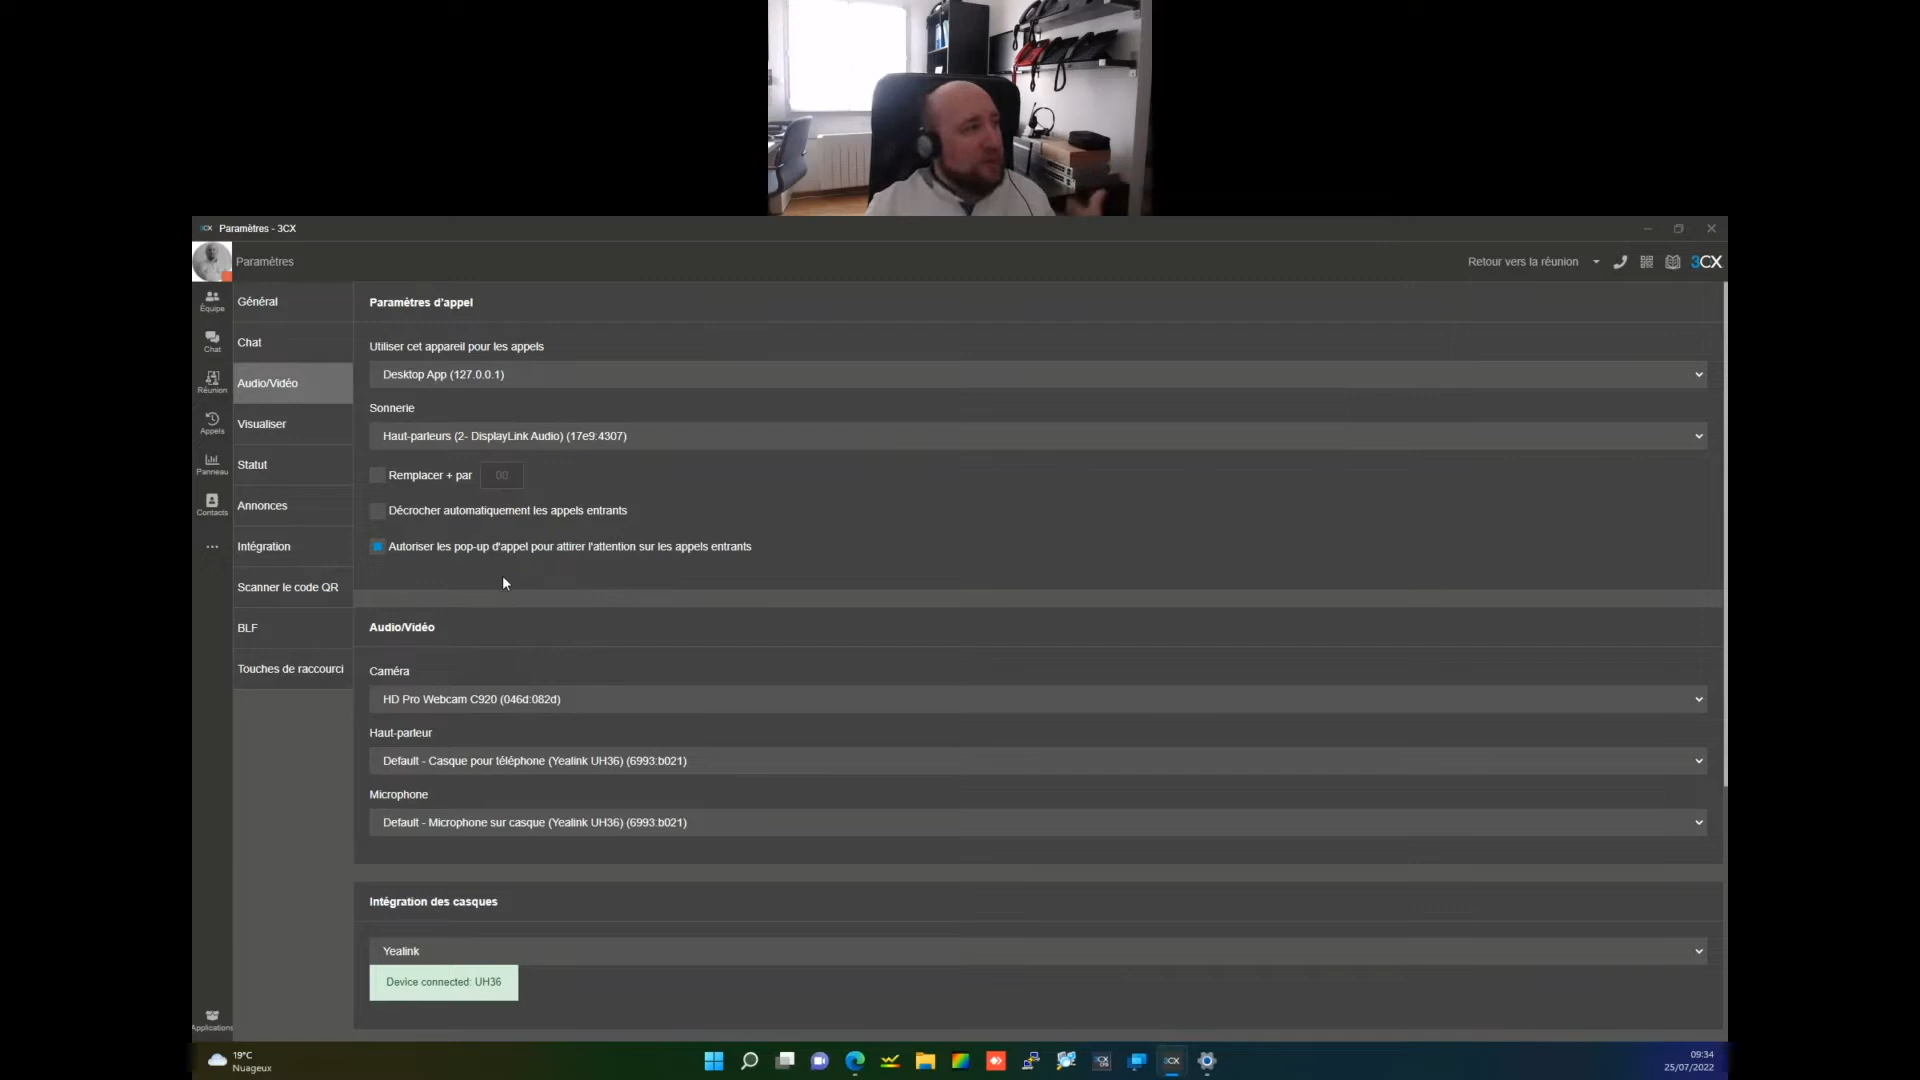 3CX Paramètres - 3CX
Paramètres
Retour vers la réunion
3CX
Équipe
Chat
Réunion
Appels
Panneau
Contacts
Applications
Général
Chat
Audio/Vidéo
Visualiser
Statut
Annonces
Intégration
Scanner le code QR
BLF
Touches de raccourci
Paramètres d'appel
Utiliser cet appareil pour les appels
Desktop App (127.0.0.1)
Sonnerie
Haut-parleurs (2- DisplayLink Audio) (17e9:4307)
Remplacer + par 00
Décrocher automatiquement les appels entrants
Autoriser les pop-up d'appel pour attirer l'attention sur les appels entrants
Audio/Vidéo
Caméra
HD Pro Webcam C920 (046d:082d)
Haut-parleur
Default - Casque pour téléphone (Yealink UH36) (6993:b021)
Microphone
Default - Microphone sur casque (Yealink UH36) (6993:b021)
Intégration des casques
Yealink
Device connected: UH36
19°C
Nuageux
3CX
3CX
09:34
25/07/2022